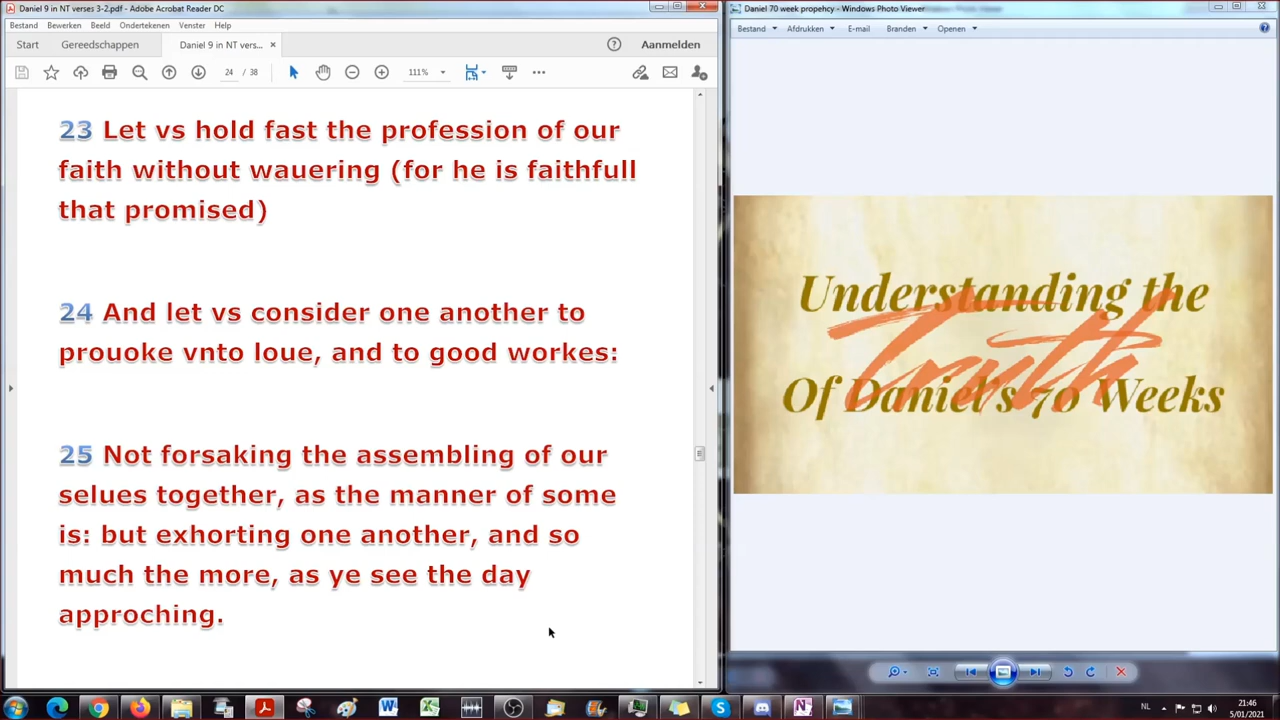 Daniel 9 in NT verses 3-2.pdf - Adobe Acrobat Reader DC
Bestand Bewerken Beeld Ondertekenen Venster Help
Start Gereedschappen Daniel 9 in NT vers... × Aanmelden
24 / 38 111%
23 Let vs hold fast the profession of our
faith without wauering (for he is faithfull
that promised)
24 And let vs consider one another to
prouoke vnto loue, and to good workes:
25 Not forsaking the assembling of our
selues together, as the manner of some
is: but exhorting one another, and so
much the more, as ye see the day
approching.
Daniel 70 week propehcy - Windows Photo Viewer
Bestand Afdrukken E-mail Branden Openen
Understanding the
Truth
Of Daniel's 70 Weeks
NL 21:46
5/01/2021